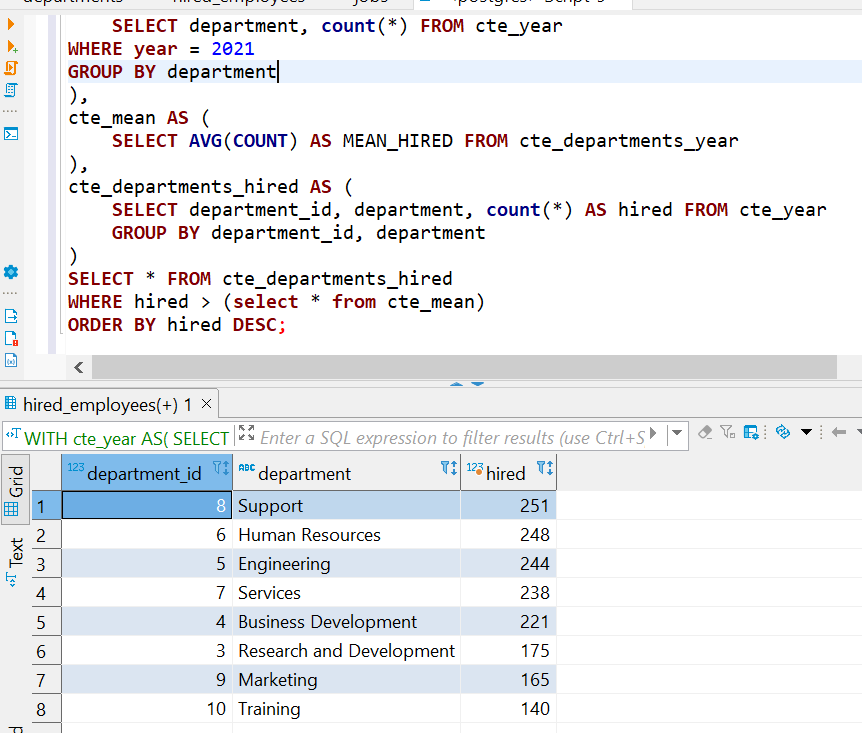 departments hired_employees jobs <postgres> Script-9
SELECT department, count(*) FROM cte_year
WHERE year = 2021
GROUP BY department
),
cte_mean AS (
SELECT AVG(COUNT) AS MEAN_HIRED FROM cte_departments_year
),
cte_departments_hired AS (
SELECT department_id, department, count(*) AS hired FROM cte_year
GROUP BY department_id, department
)
SELECT * FROM cte_departments_hired
WHERE hired > (select * from cte_mean)
ORDER BY hired DESC;
hired_employees(+) 1
WITH cte_year AS( SELECT Enter a SQL expression to filter results (use Ctrl+S
Grid
Text
123 department_id ABC department 123 hired
1 8 Support 251
2 6 Human Resources 248
3 5 Engineering 244
4 7 Services 238
5 4 Business Development 221
6 3 Research and Development 175
7 9 Marketing 165
8 10 Training 140